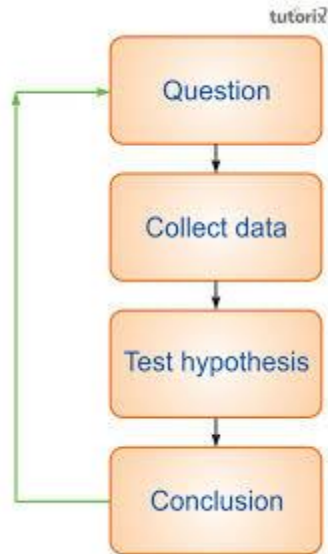 tutorix
Question
Collect data
Test hypothesis
Conclusion